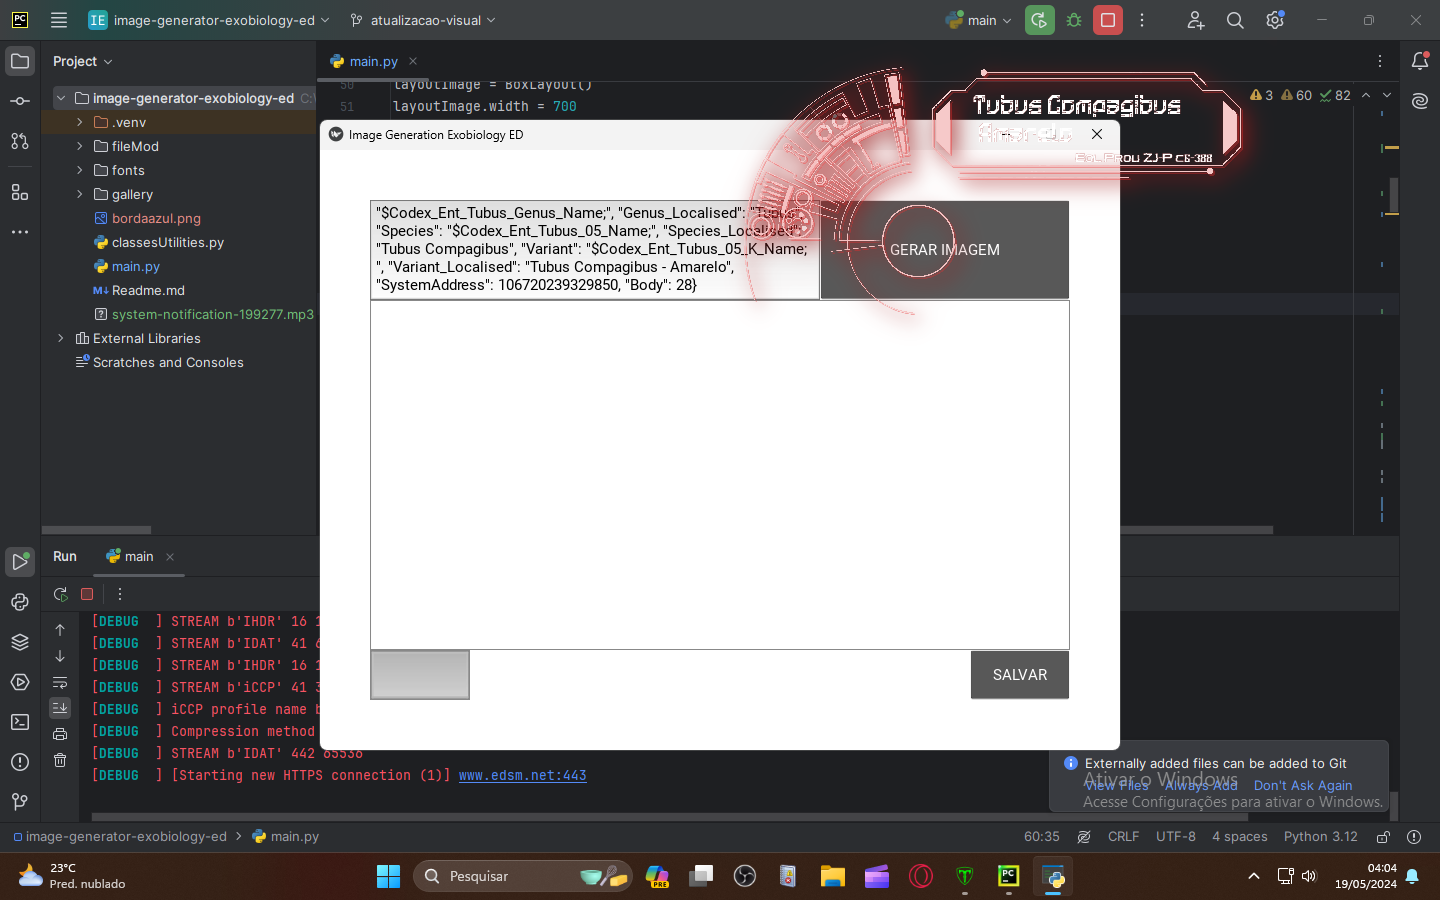 image-generator-exobiology-ed
atualizacao-visual
main
Project
main.py
image-generator-exobiology-ed C:\
.venv
fileMod
fonts
gallery
bordaazul.png
classesUtilities.py
main.py
Readme.md
system-notification-199277.mp3
External Libraries
Scratches and Consoles
50 layoutImage = BoxLayout()
51 layoutImage.width = 700
3 60 82
Tubus Compagibus
Amarelo
Eol Prou ZJ-P c6-388
Image Generation Exobiology ED
"$Codex_Ent_Tubus_Genus_Name;", "Genus_Localised": "Tubus",
"Species": "$Codex_Ent_Tubus_05_Name;", "Species_Localised":
"Tubus Compagibus", "Variant": "$Codex_Ent_Tubus_05_K_Name;
", "Variant_Localised": "Tubus Compagibus - Amarelo",
"SystemAddress": 106720239329850, "Body": 28}
GERAR IMAGEM
SALVAR
Run
main
[DEBUG ] STREAM b'IHDR' 16 1
[DEBUG ] STREAM b'IDAT' 41
[DEBUG ] STREAM b'IHDR' 16 1
[DEBUG ] STREAM b'iCCP' 41 3
[DEBUG ] iCCP profile name b
[DEBUG ] Compression method
[DEBUG ] STREAM b'IDAT' 442 65536
[DEBUG ] [Starting new HTTPS connection (1)] www.edsm.net:443
Externally added files can be added to Git
View Files Always Add Don't Ask Again
Ativar o Windows
Acesse Configurações para ativar o Windows.
image-generator-exobiology-ed > main.py
60:35 CRLF UTF-8 4 spaces Python 3.12
23°C
Pred. nublado
Pesquisar
04:04
19/05/2024